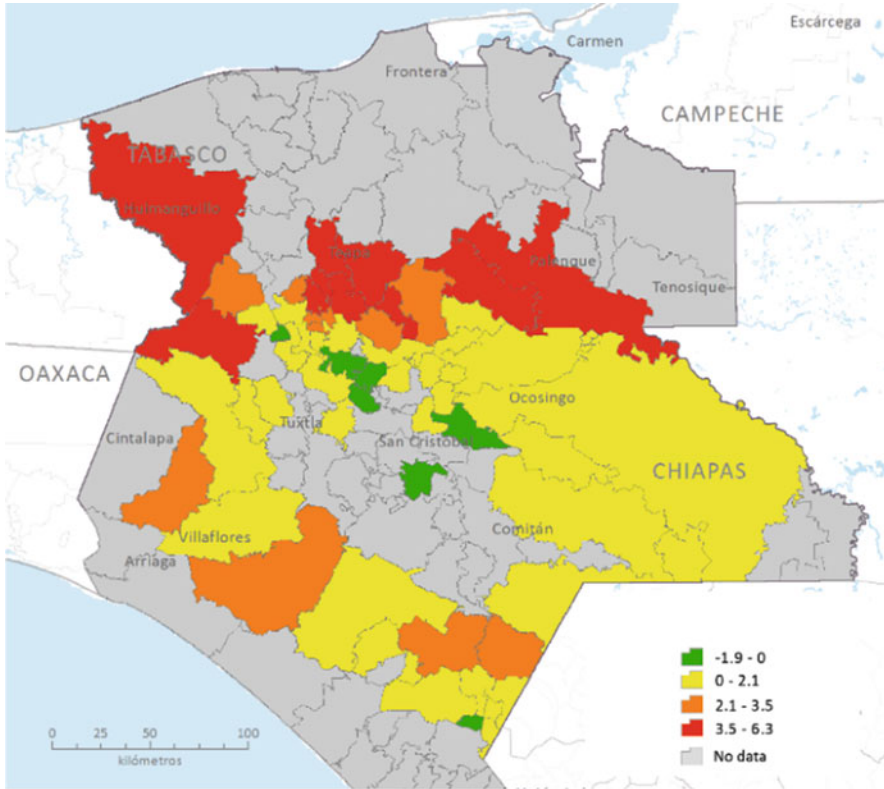 Escárcega
Carmen
Frontera
CAMPECHE
TABASCO
Huimanguillo
Teapa
Palenque
Tenosique
OAXACA
Ocosingo
Cintalapa
Tuxtla
San Cristóbal
CHIAPAS
Villaflores
Comitán
Arriaga
-1.9 - 0
0 - 2.1
2.1 - 3.5
3.5 - 6.3
No data
0 25 50 100
kilómetros